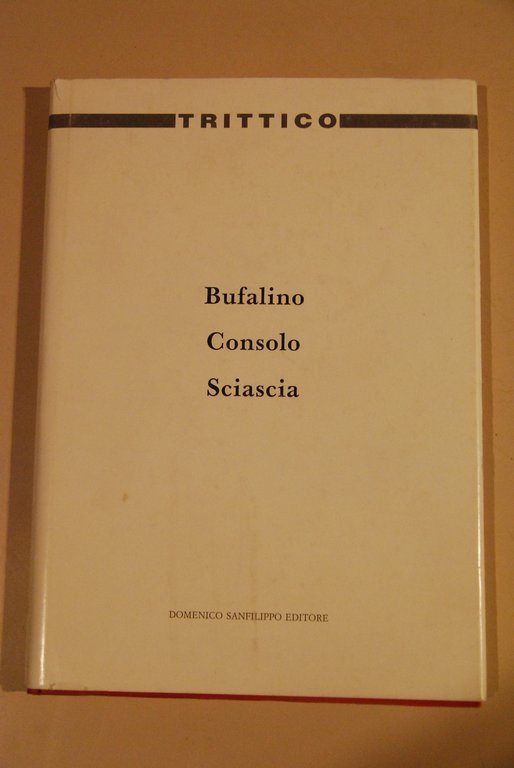 TRITTICO
Bufalino
Consolo
Sciascia
DOMENICO SANFILIPPO EDITORE